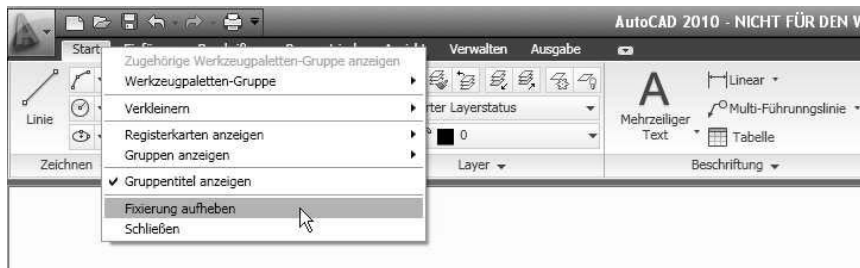 AutoCAD 2010 - NICHT FÜR DEN
Start Verwalten Ausgabe
Zugehörige Werkzeugpaletten-Gruppe anzeigen
Werkzeugpaletten-Gruppe
Verkleinern
Registerkarten anzeigen
Gruppen anzeigen
✓ Gruppentitel anzeigen
Fixierung aufheben
Schließen
Linie
Zeichnen
rter Layerstatus
0
Layer
Mehrzeiliger
Text
Linear
Multi-Führunngslinie
Tabelle
Beschriftung